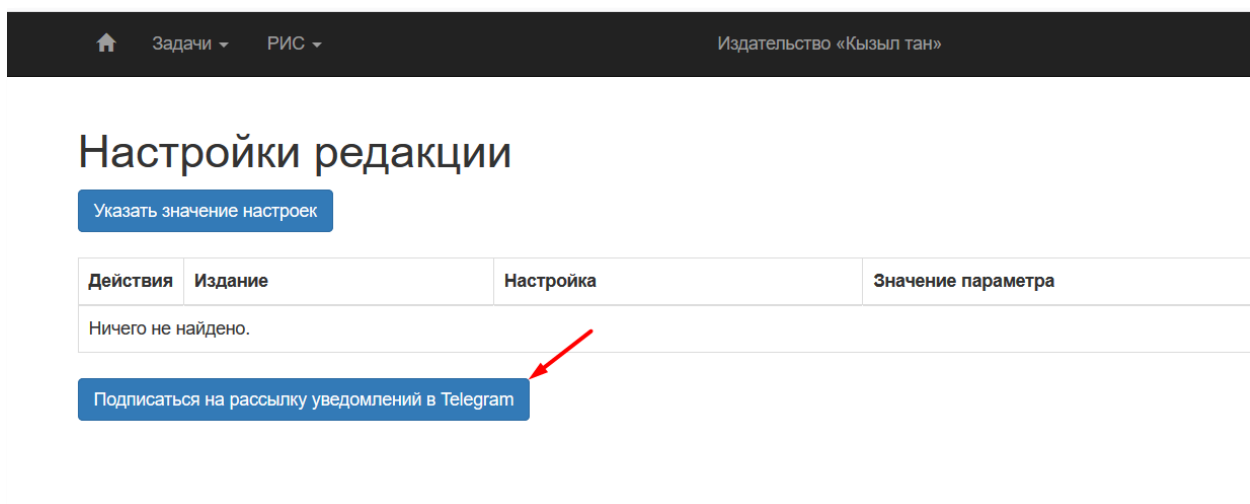 Задачи РИС Издательство «Кызыл тан»
Настройки редакции
Указать значение настроек
Действия Издание Настройка Значение параметра
Ничего не найдено.
Подписаться на рассылку уведомлений в Telegram